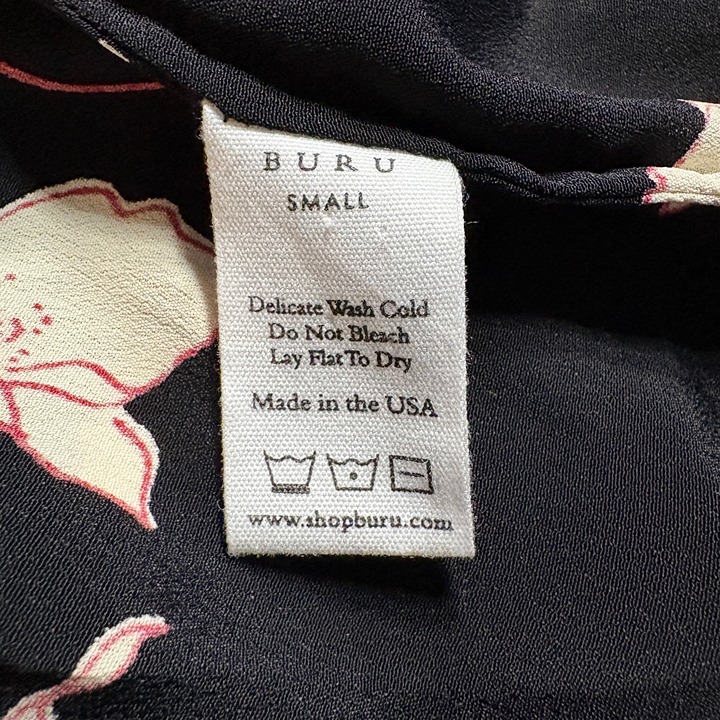 BURU
SMALL
Delicate Wash Cold
Do Not Bleach
Lay Flat To Dry
Made in the USA
www.shopburu.com